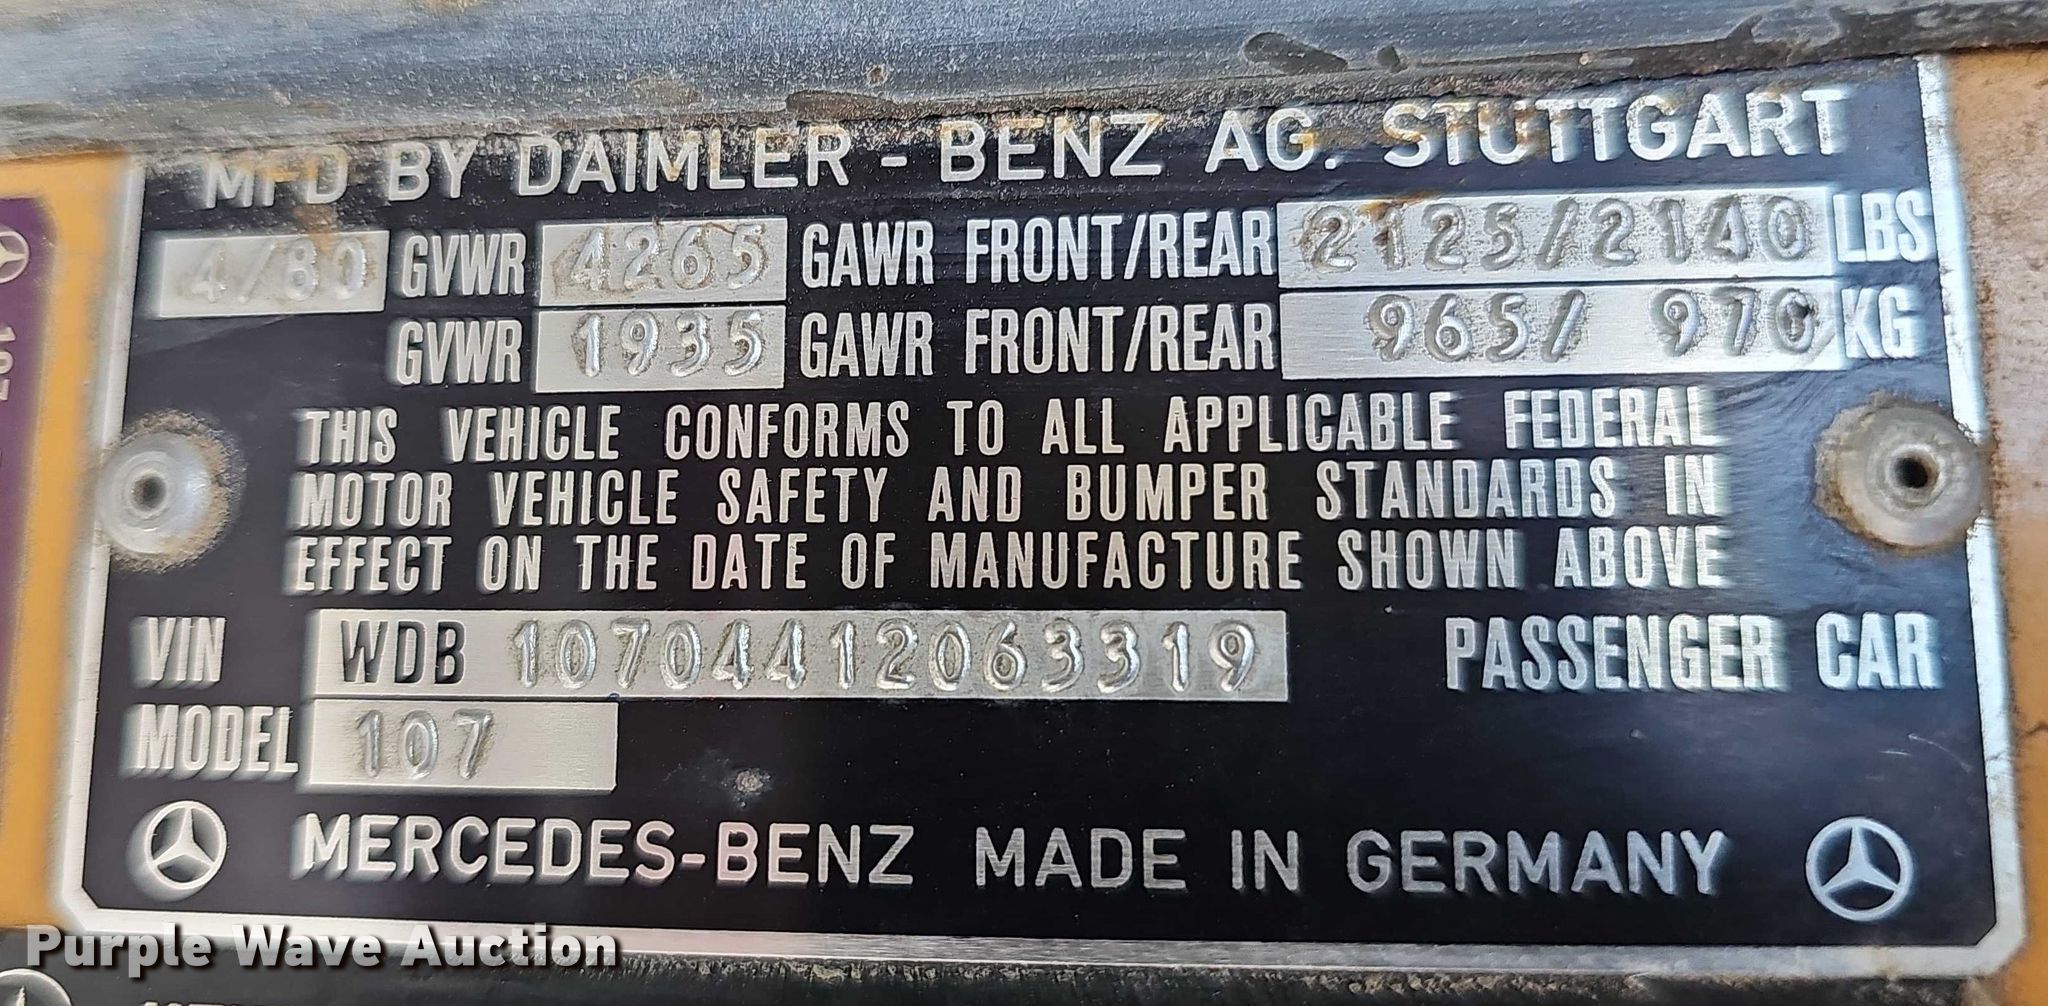 MFD BY DAIMLER - BENZ AG. STUTTGART
4/80 GVWR 4265 GAWR FRONT/REAR 2125/2140 LBS
GVWR 1935 GAWR FRONT/REAR 965/ 970 KG
THIS VEHICLE CONFORMS TO ALL APPLICABLE FEDERAL
MOTOR VEHICLE SAFETY AND BUMPER STANDARDS IN
EFFECT ON THE DATE OF MANUFACTURE SHOWN ABOVE
VIN WDB 10704412063319 PASSENGER CAR
MODEL 107
MERCEDES-BENZ MADE IN GERMANY
Purple Wave Auction
107